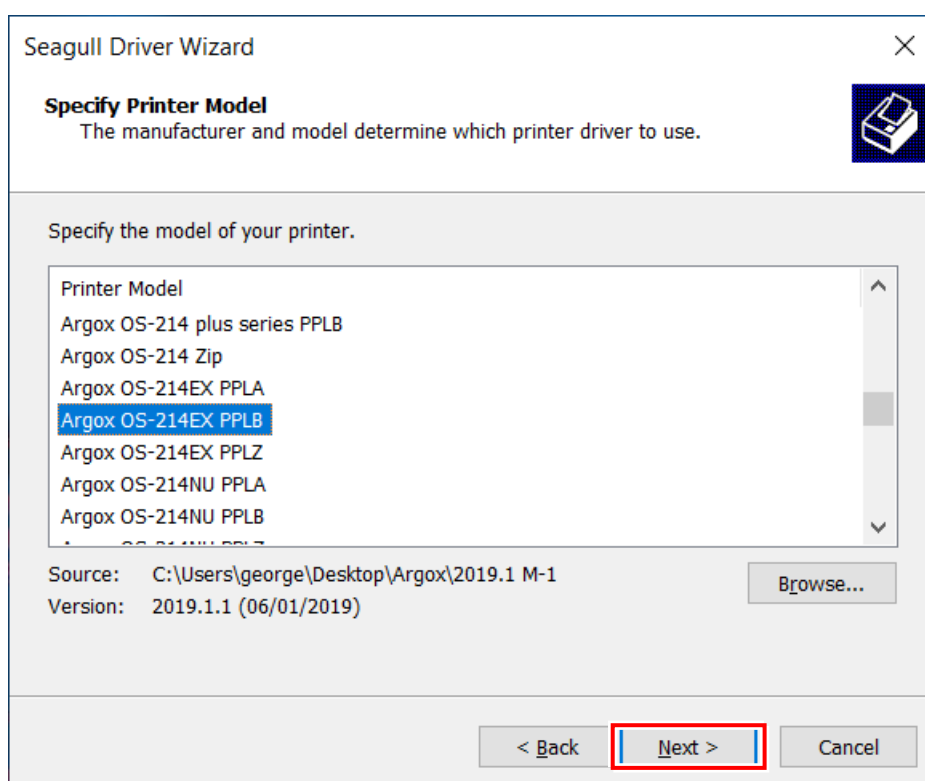 Seagull Driver Wizard
Specify Printer Model
The manufacturer and model determine which printer driver to use.
Specify the model of your printer.
Printer Model
Argox OS-214 plus series PPLB
Argox OS-214 Zip
Argox OS-214EX PPLA
Argox OS-214EX PPLB
Argox OS-214EX PPLZ
Argox OS-214NU PPLA
Argox OS-214NU PPLB
Source: C:\Users\george\Desktop\Argox\2019.1 M-1
Browse...
Version: 2019.1.1 (06/01/2019)
< Back Next > Cancel